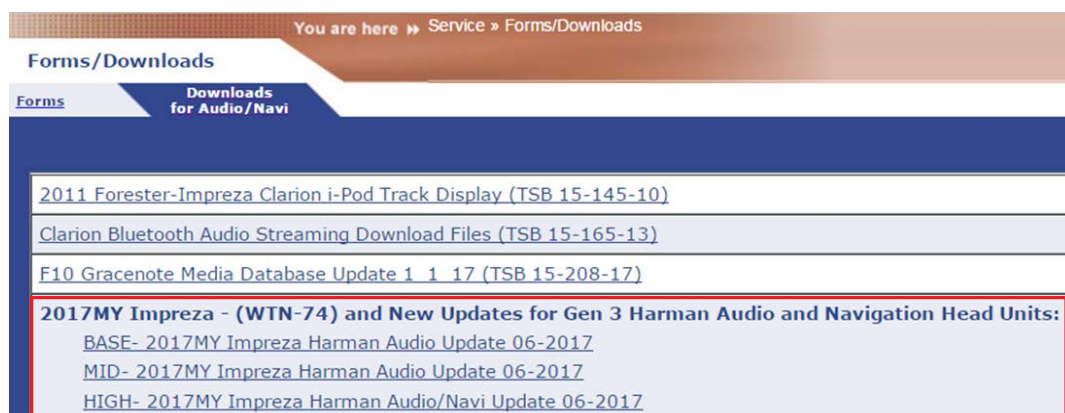 You are here » Service » Forms/Downloads
Forms/Downloads
Forms
Downloads
for Audio/Navi
2011 Forester-Impreza Clarion i-Pod Track Display (TSB 15-145-10)
Clarion Bluetooth Audio Streaming Download Files (TSB 15-165-13)
F10 Gracenote Media Database Update 1_1_17 (TSB 15-208-17)
2017MY Impreza - (WTN-74) and New Updates for Gen 3 Harman Audio and Navigation Head Units:
BASE- 2017MY Impreza Harman Audio Update 06-2017
MID- 2017MY Impreza Harman Audio Update 06-2017
HIGH- 2017MY Impreza Harman Audio/Navi Update 06-2017